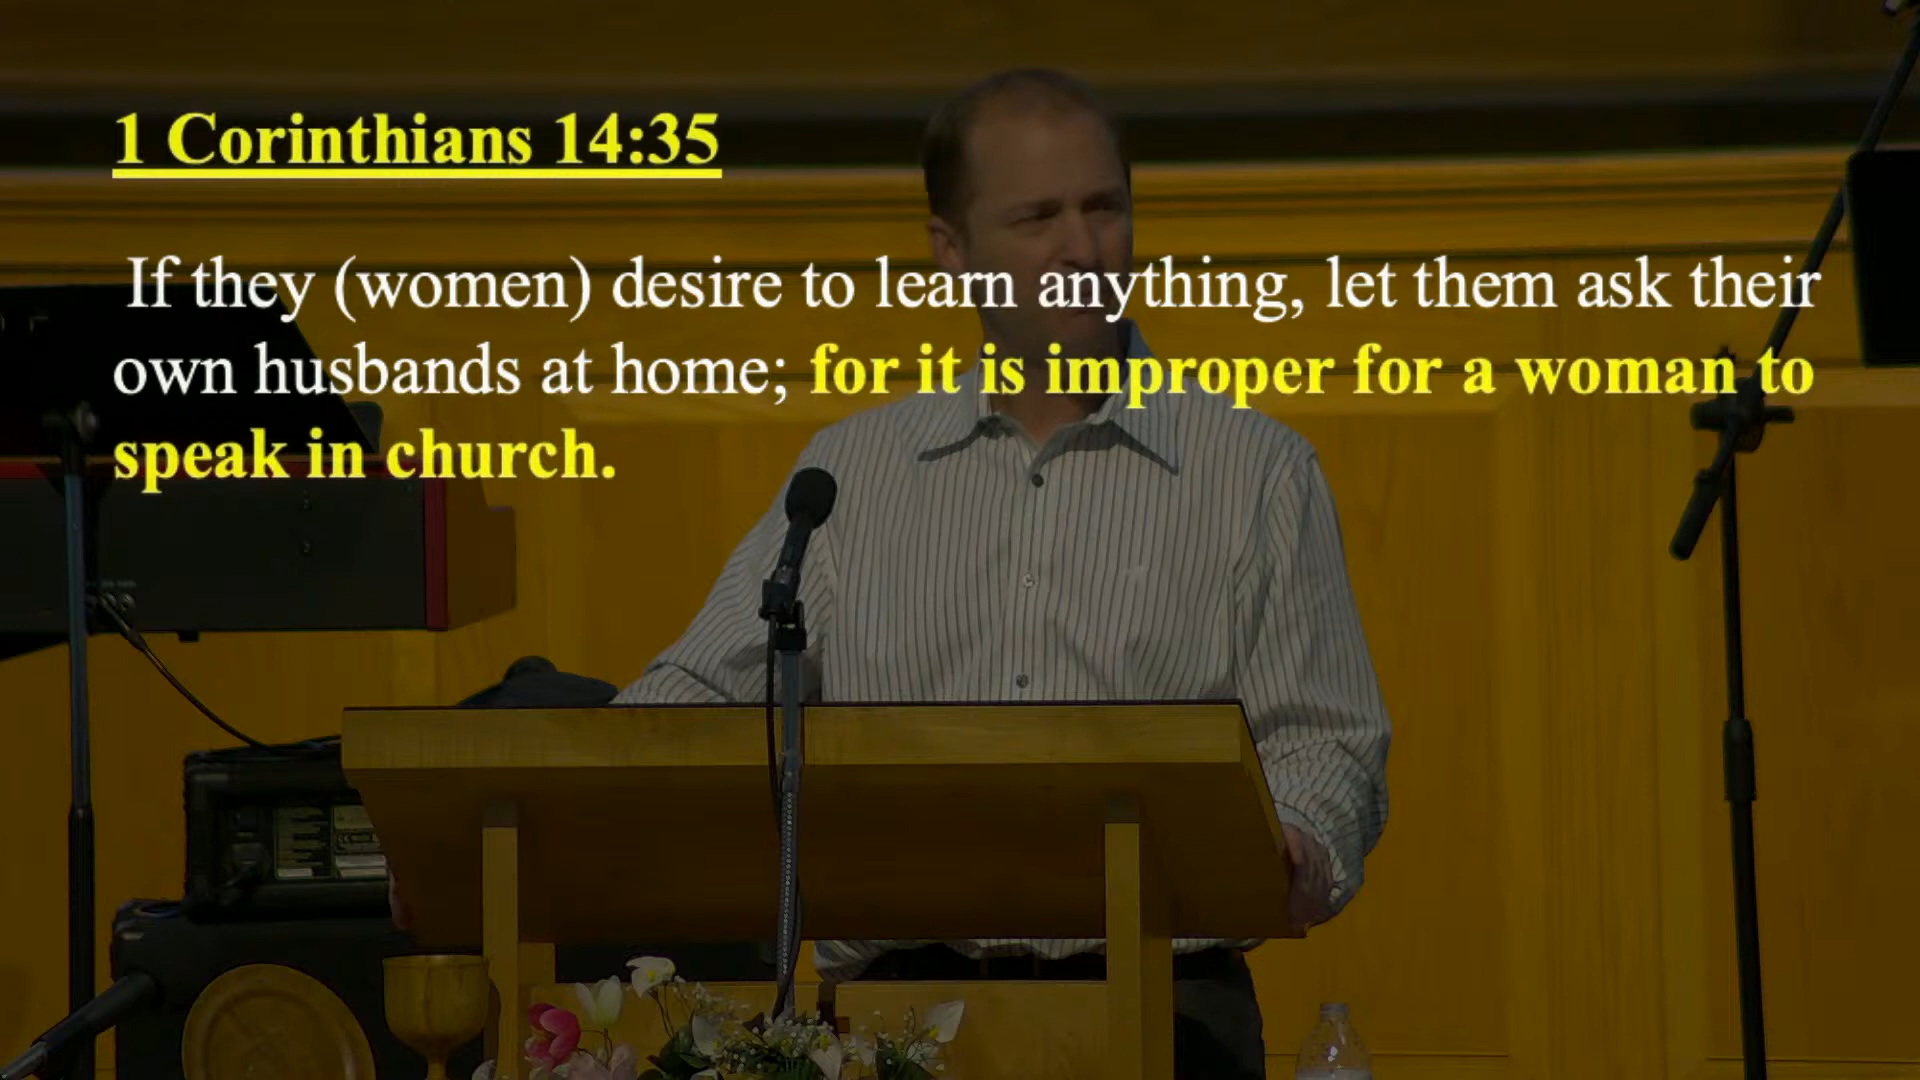 1 Corinthians 14:35
If they (women) desire to learn anything, let them ask their
own husbands at home; for it is improper for a woman to
speak in church.